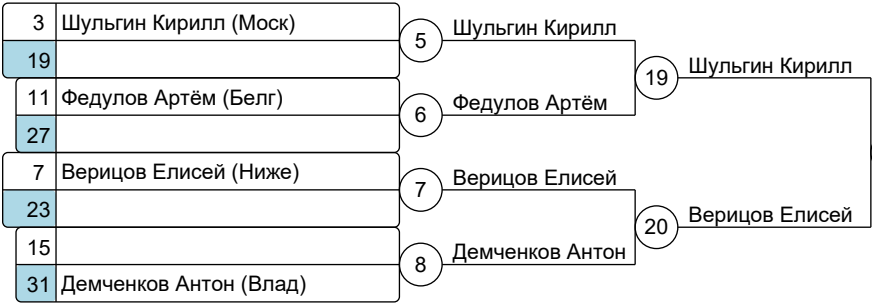 3 Шульгин Кирилл (Моск)
5 Шульгин Кирилл
19
19 Шульгин Кирилл
11 Федулов Артём (Белг)
6 Федулов Артём
27
7 Верицов Елисей (Ниже)
7 Верицов Елисей
23
20 Верицов Елисей
15
8 Демченков Антон
31 Демченков Антон (Влад)